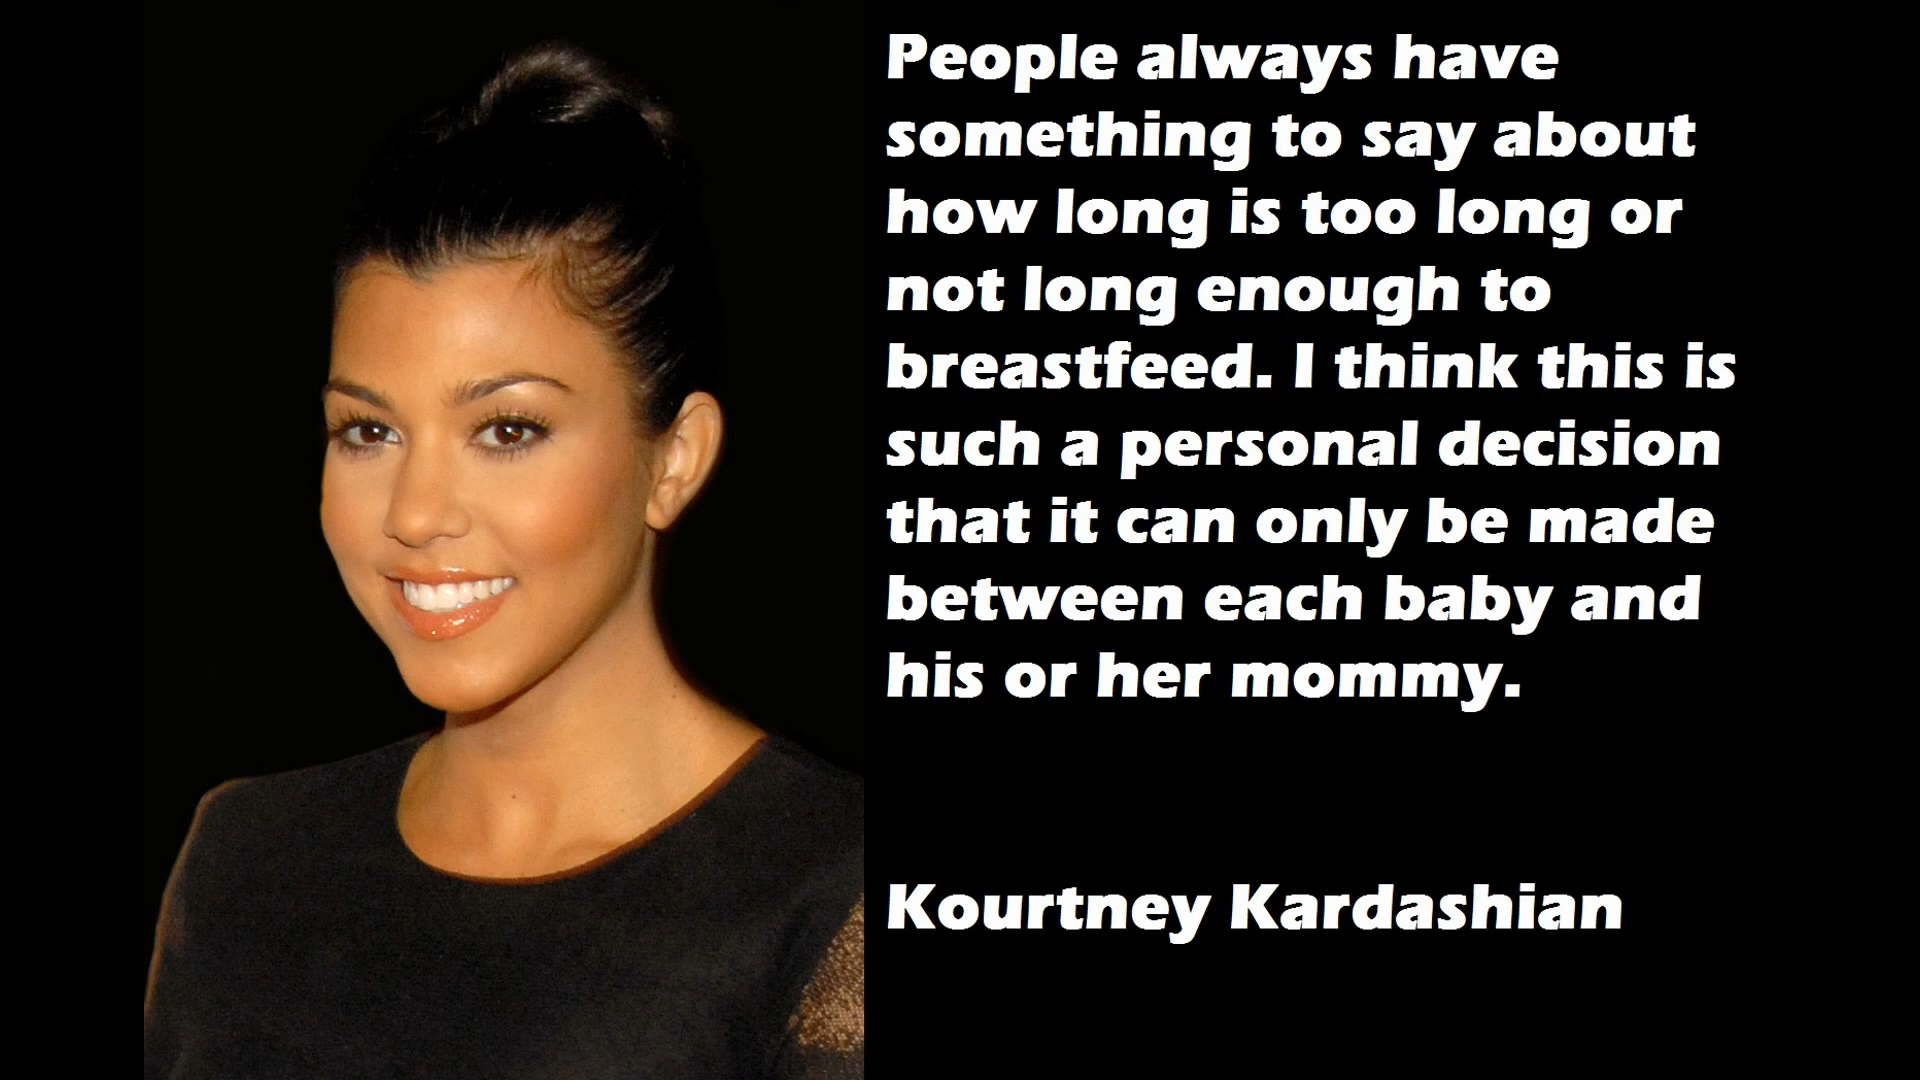 People always have
something to say about
how long is too long or
not long enough to
breastfeed. I think this is
such a personal decision
that it can only be made
between each baby and
his or her mommy.
Kourtney Kardashian